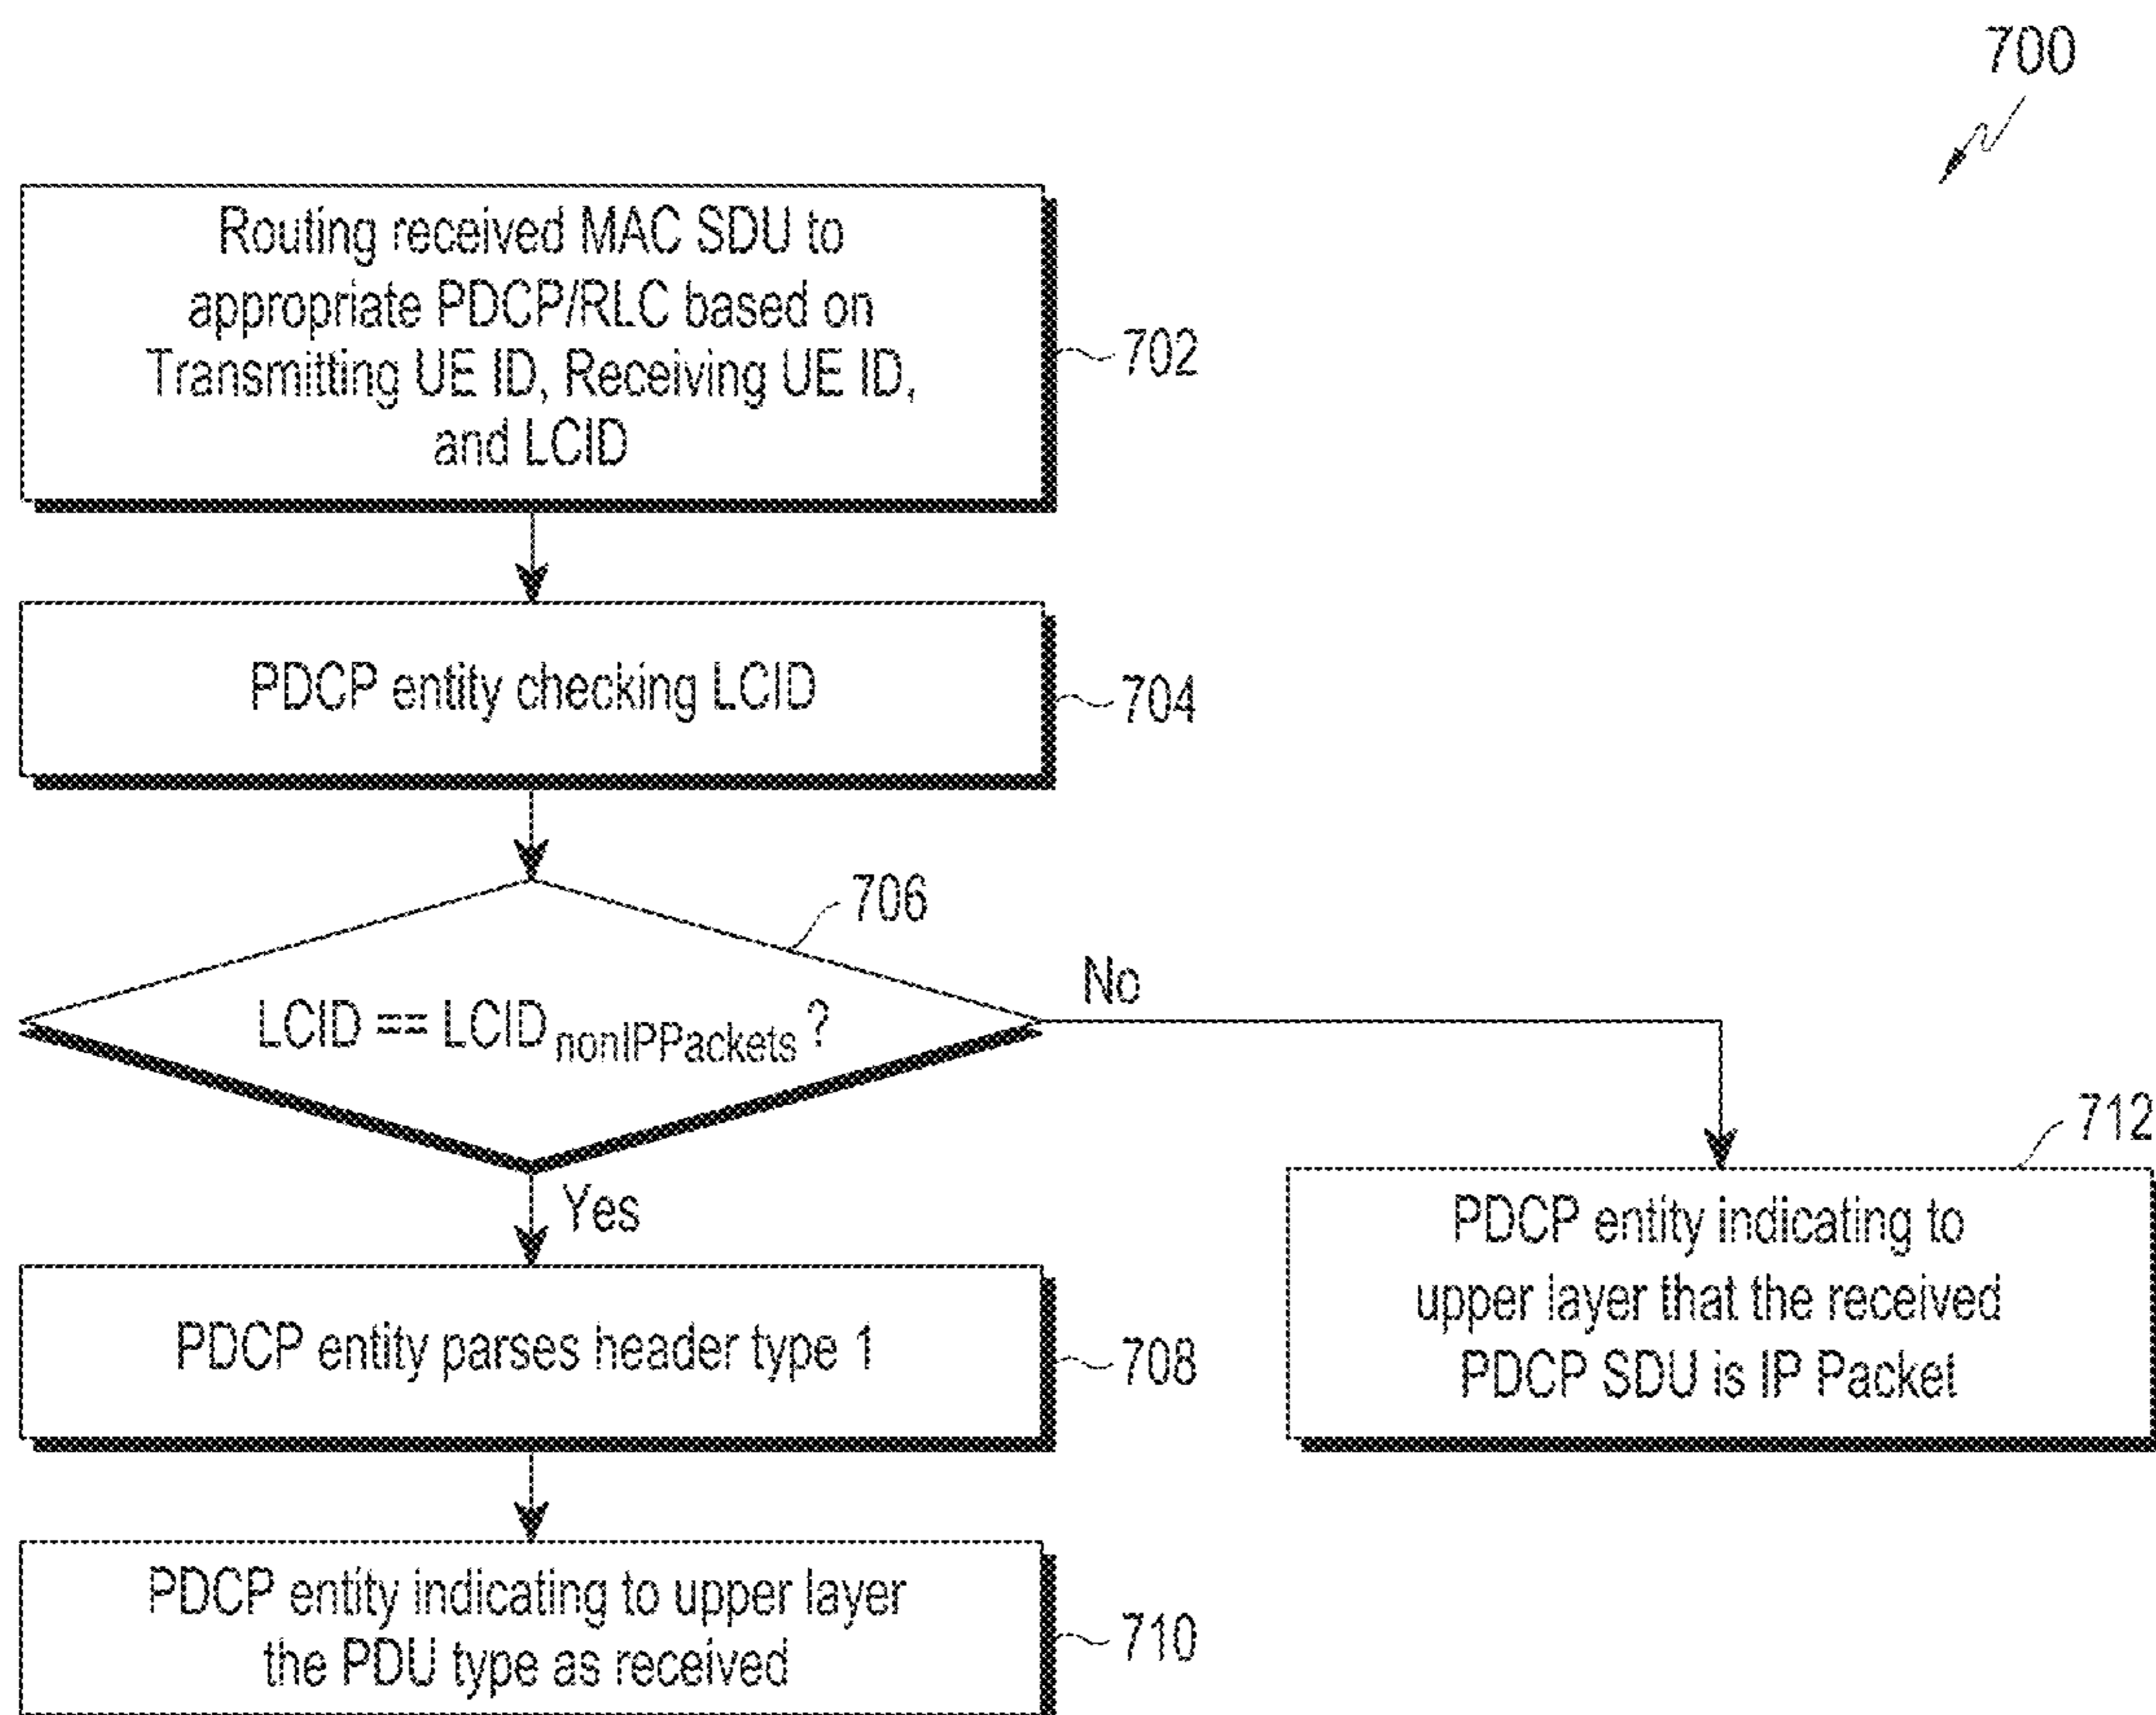 700
Routing received MAC SDU to
appropriate PDCP/RLC based on
Transmitting UE ID, Receiving UE ID,
and LCID
702
PDCP entity checking LCID
704
706
LCID == LCID nonIPPackets ?
No
Yes
712
PDCP entity indicating to
upper layer that the received
PDCP SDU is IP Packet
PDCP entity parses header type 1
708
PDCP entity indicating to upper layer
the PDU type as received
710